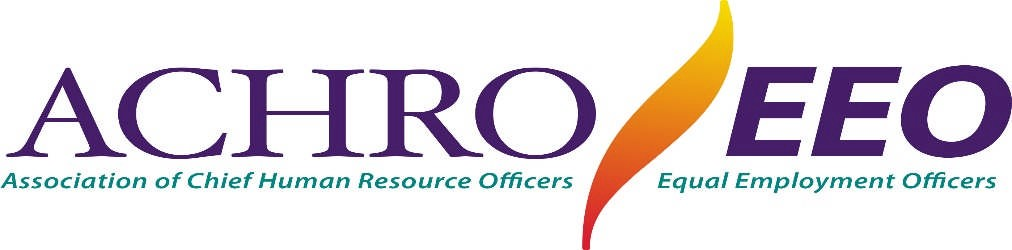 ACHRO EEO
Association of Chief Human Resource Officers Equal Employment Officers